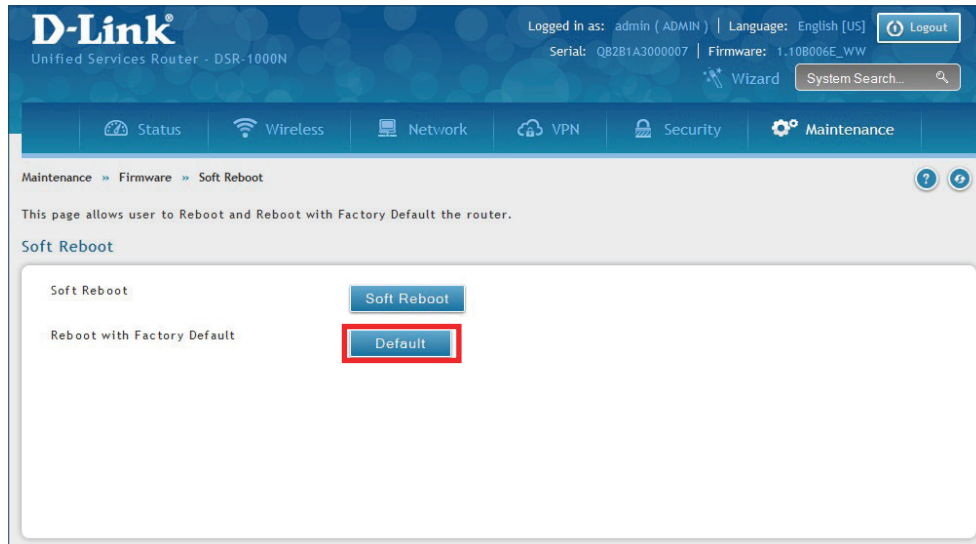 D-Link
Unified Services Router - DSR-1000N
Logged in as: admin ( ADMIN ) | Language: English [US]
Logout
Serial: QB2B1A3000007 | Firmware: 1.10B006E_WW
Wizard
System Search...
Status
Wireless
Network
VPN
Security
Maintenance
Maintenance » Firmware » Soft Reboot
?
This page allows user to Reboot and Reboot with Factory Default the router.
Soft Reboot
Soft Reboot
Soft Reboot
Reboot with Factory Default
Default